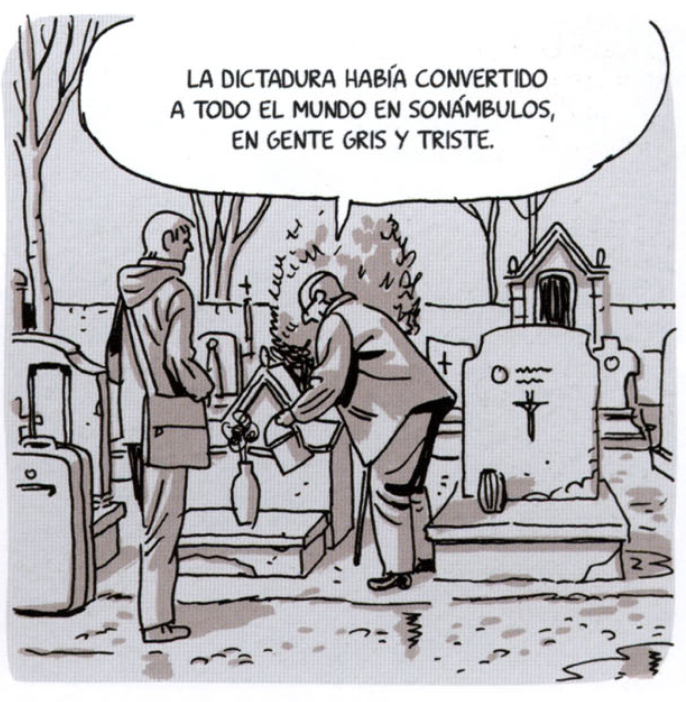 LA DICTADURA HABÍA CONVERTIDO
A TODO EL MUNDO EN SONÁMBULOS,
EN GENTE GRIS Y TRISTE.